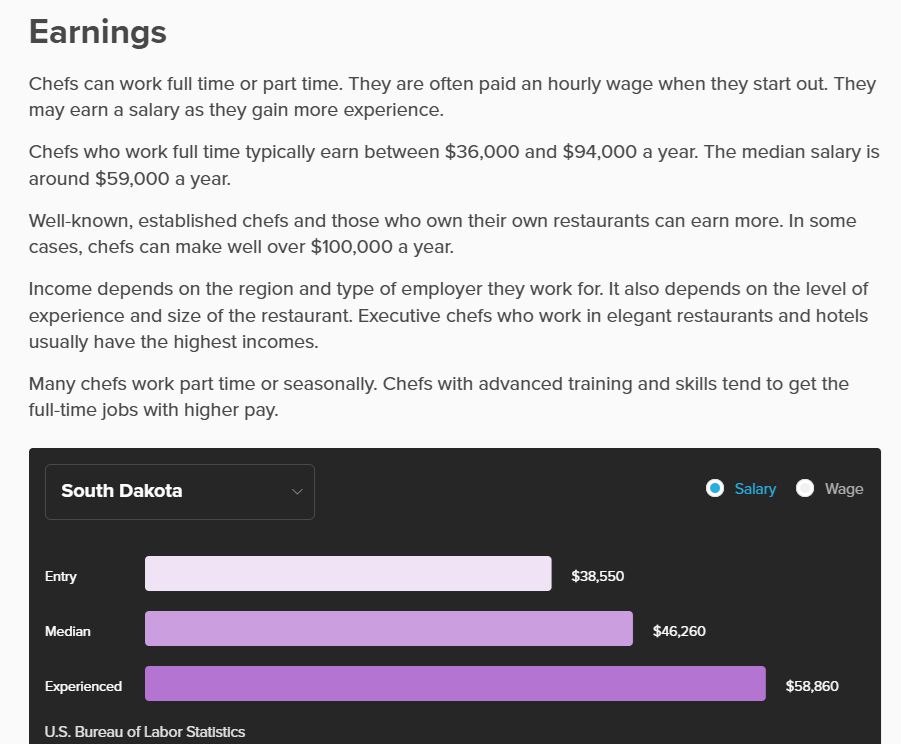 Earnings
Chefs can work full time or part time. They are often paid an hourly wage when they start out. They
may earn a salary as they gain more experience.
Chefs who work full time typically earn between $36,000 and $94,000 a year. The median salary is
around $59,000 a year.
Well-known, established chefs and those who own their own restaurants can earn more. In some
cases, chefs can make well over $100,000 a year.
Income depends on the region and type of employer they work for. It also depends on the level of
experience and size of the restaurant. Executive chefs who work in elegant restaurants and hotels
usually have the highest incomes.
Many chefs work part time or seasonally. Chefs with advanced training and skills tend to get the
full-time jobs with higher pay.
South Dakota
Salary
Wage
Entry $38,550
Median $46,260
Experienced $58,860
U.S. Bureau of Labor Statistics